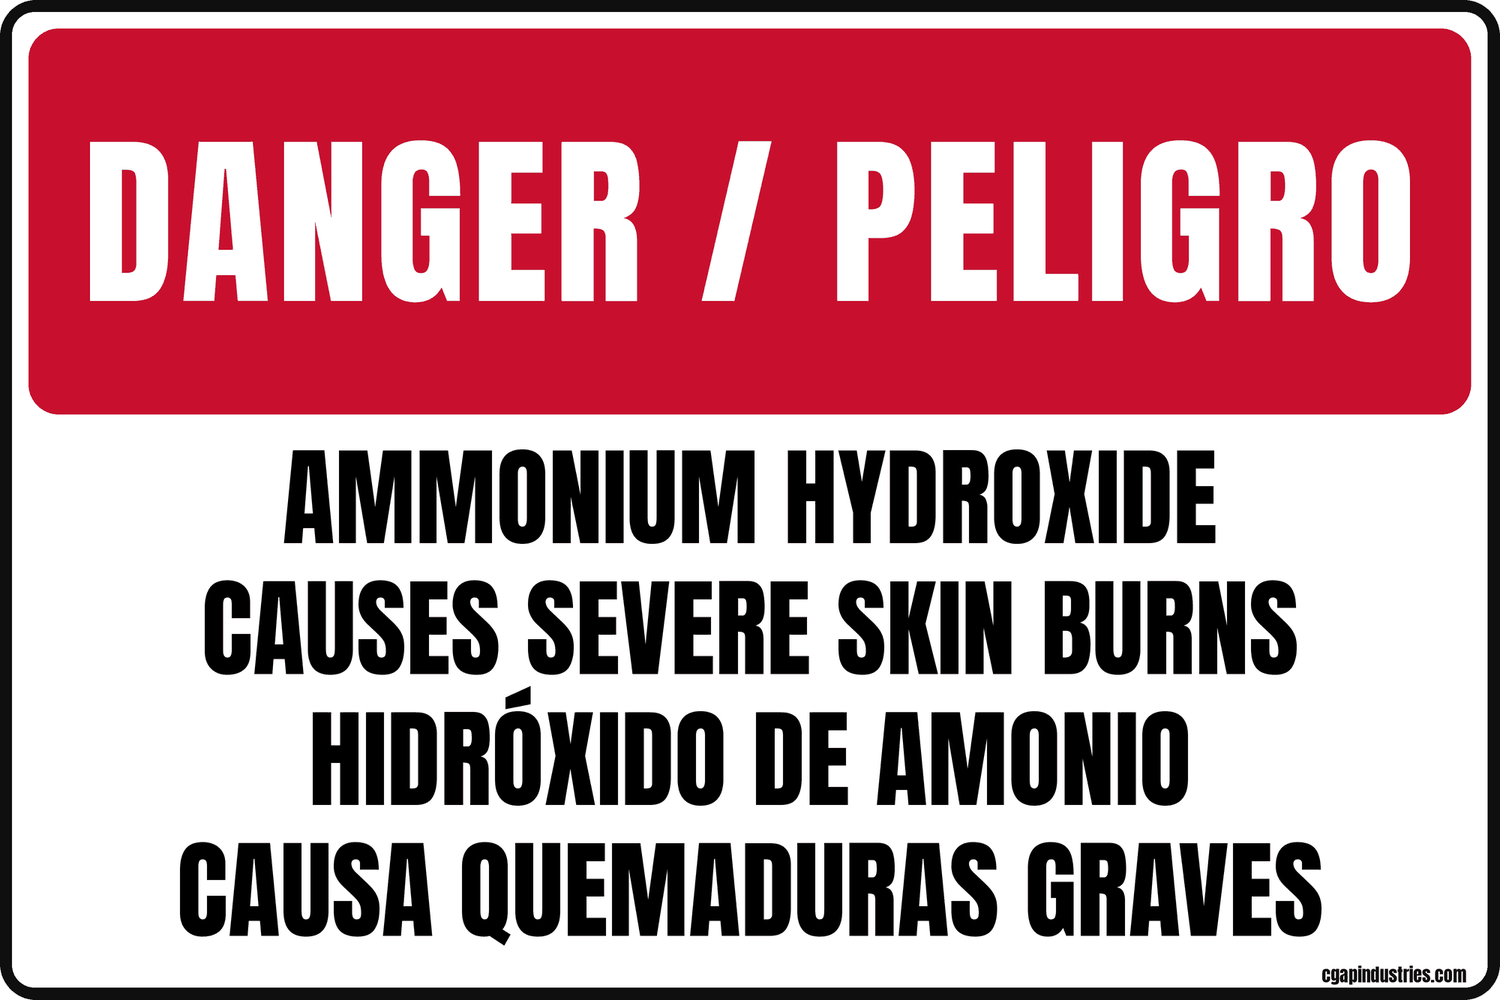 DANGER / PELIGRO
AMMONIUM HYDROXIDE
CAUSES SEVERE SKIN BURNS
HIDRÓXIDO DE AMONIO
CAUSA QUEMADURAS GRAVES
cgapindustries.com